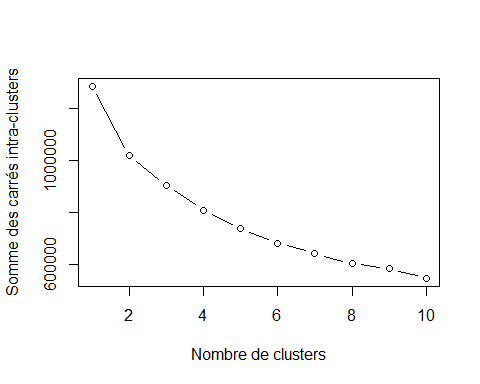 Somme des carrés intra-clusters
1000000
600000
2 4 6 8 10
Nombre de clusters